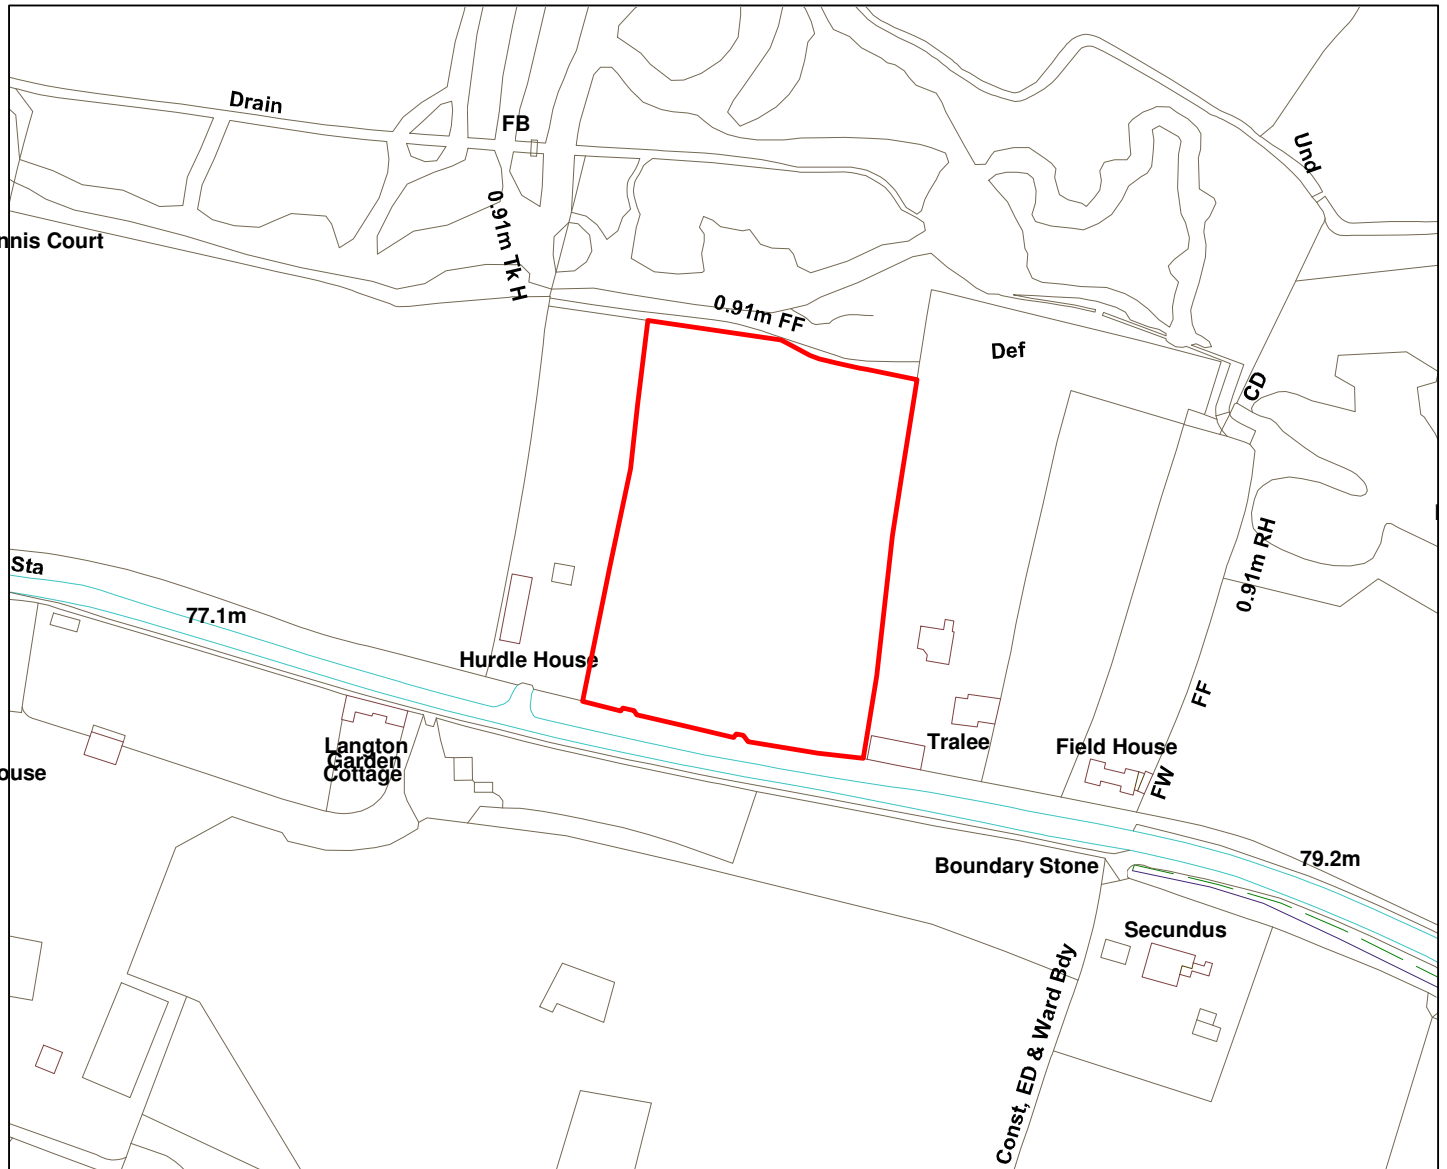 Drain
FB
Und
0.91m Tk H
nnis Court
0.91m FF
Def
CD
Sta
0.91m RH
77.1m
Hurdle House
FF
Langton
Garden
Cottage
Tralee
Field House
ouse
FW
Boundary Stone
79.2m
Secundus
Const, ED & Ward Bdy